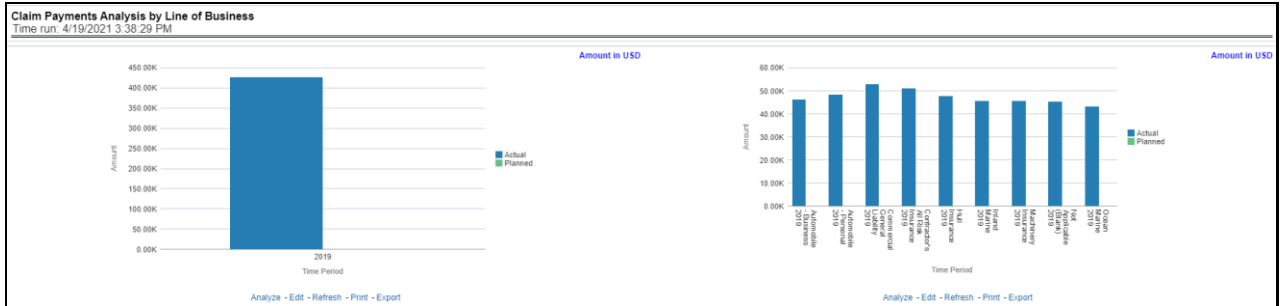 Claim Payments Analysis by Line of Business
Time run: 4/19/2021 3:38:29 PM
Amount in USD
450.00K
400.00K
350.00K
300.00K
250.00K
200.00K
150.00K
100.00K
50.00K
0.00K
Amount
2019
Time Period
Actual
Planned
Analyze - Edit - Refresh - Print - Export
Amount in USD
60.00K
50.00K
40.00K
30.00K
20.00K
10.00K
0.00K
Amount
Automobile
- Business
2019
Automobile
- Personal
2019
Commercial
General
Liability
2019
Contractor's
All Risk
Insurance
2019
Hull
Insurance
2019
Inland
Marine
2019
Machinery
Insurance
2019
Not
Applicable
(Blank)
2019
Ocean
Marine
2019
Time Period
Actual
Planned
Analyze - Edit - Refresh - Print - Export